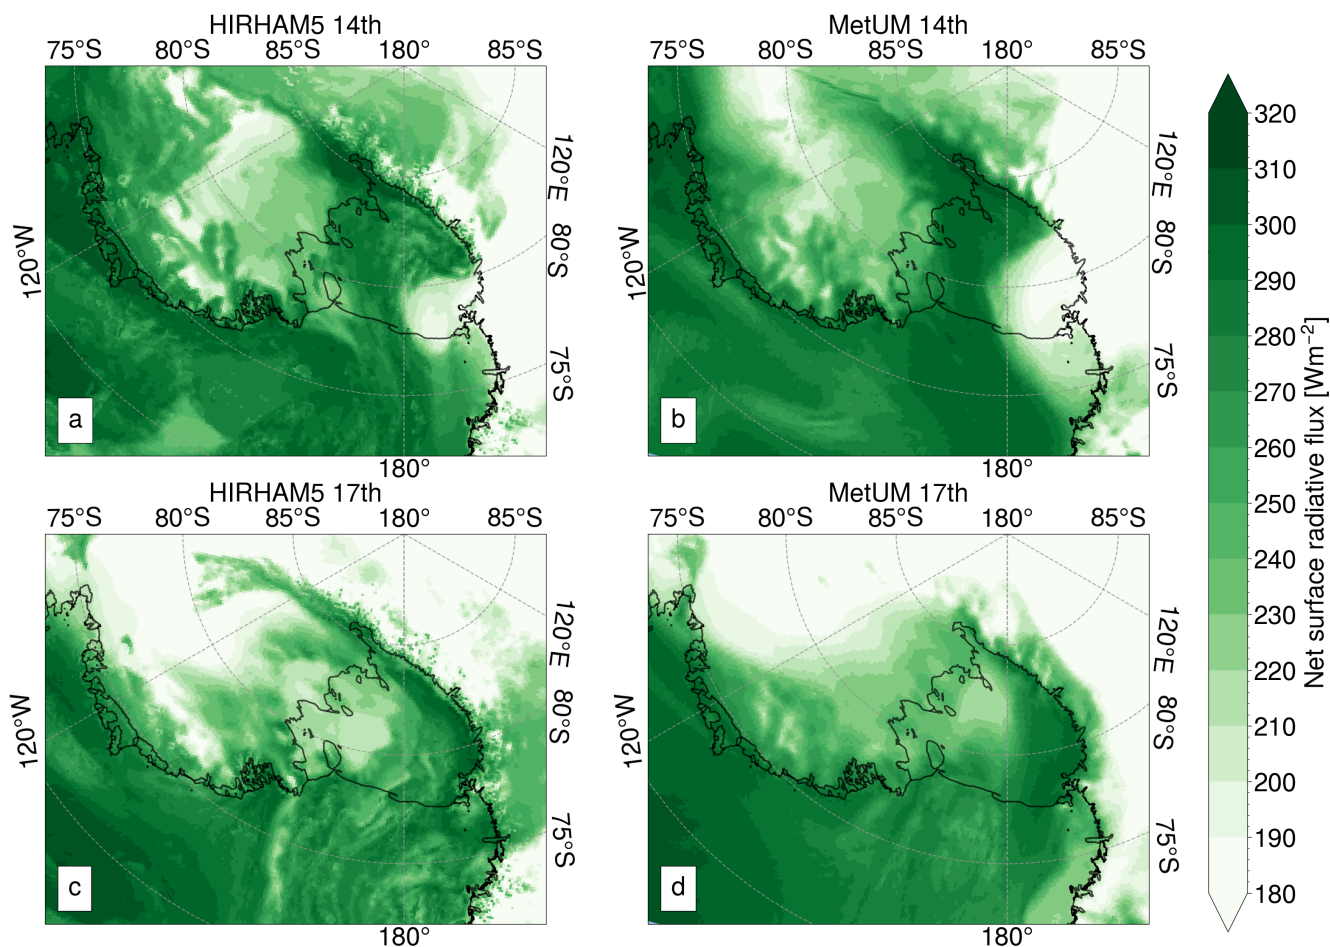 HIRHAM5 14th
MetUM 14th
75°S 80°S 85°S 180° 85°S
75°S 80°S 85°S 180° 85°S
120°E
120°E
80°S
80°S
120°W
120°W
75°S
75°S
a
b
180°
180°
HIRHAM5 17th
MetUM 17th
75°S 80°S 85°S 180° 85°S
75°S 80°S 85°S 180° 85°S
120°E
120°E
80°S
80°S
120°W
120°W
75°S
75°S
c
d
180°
180°
320
310
300
290
280
270
260
250
240
230
220
210
200
190
180
Net surface radiative flux [Wm⁻²]